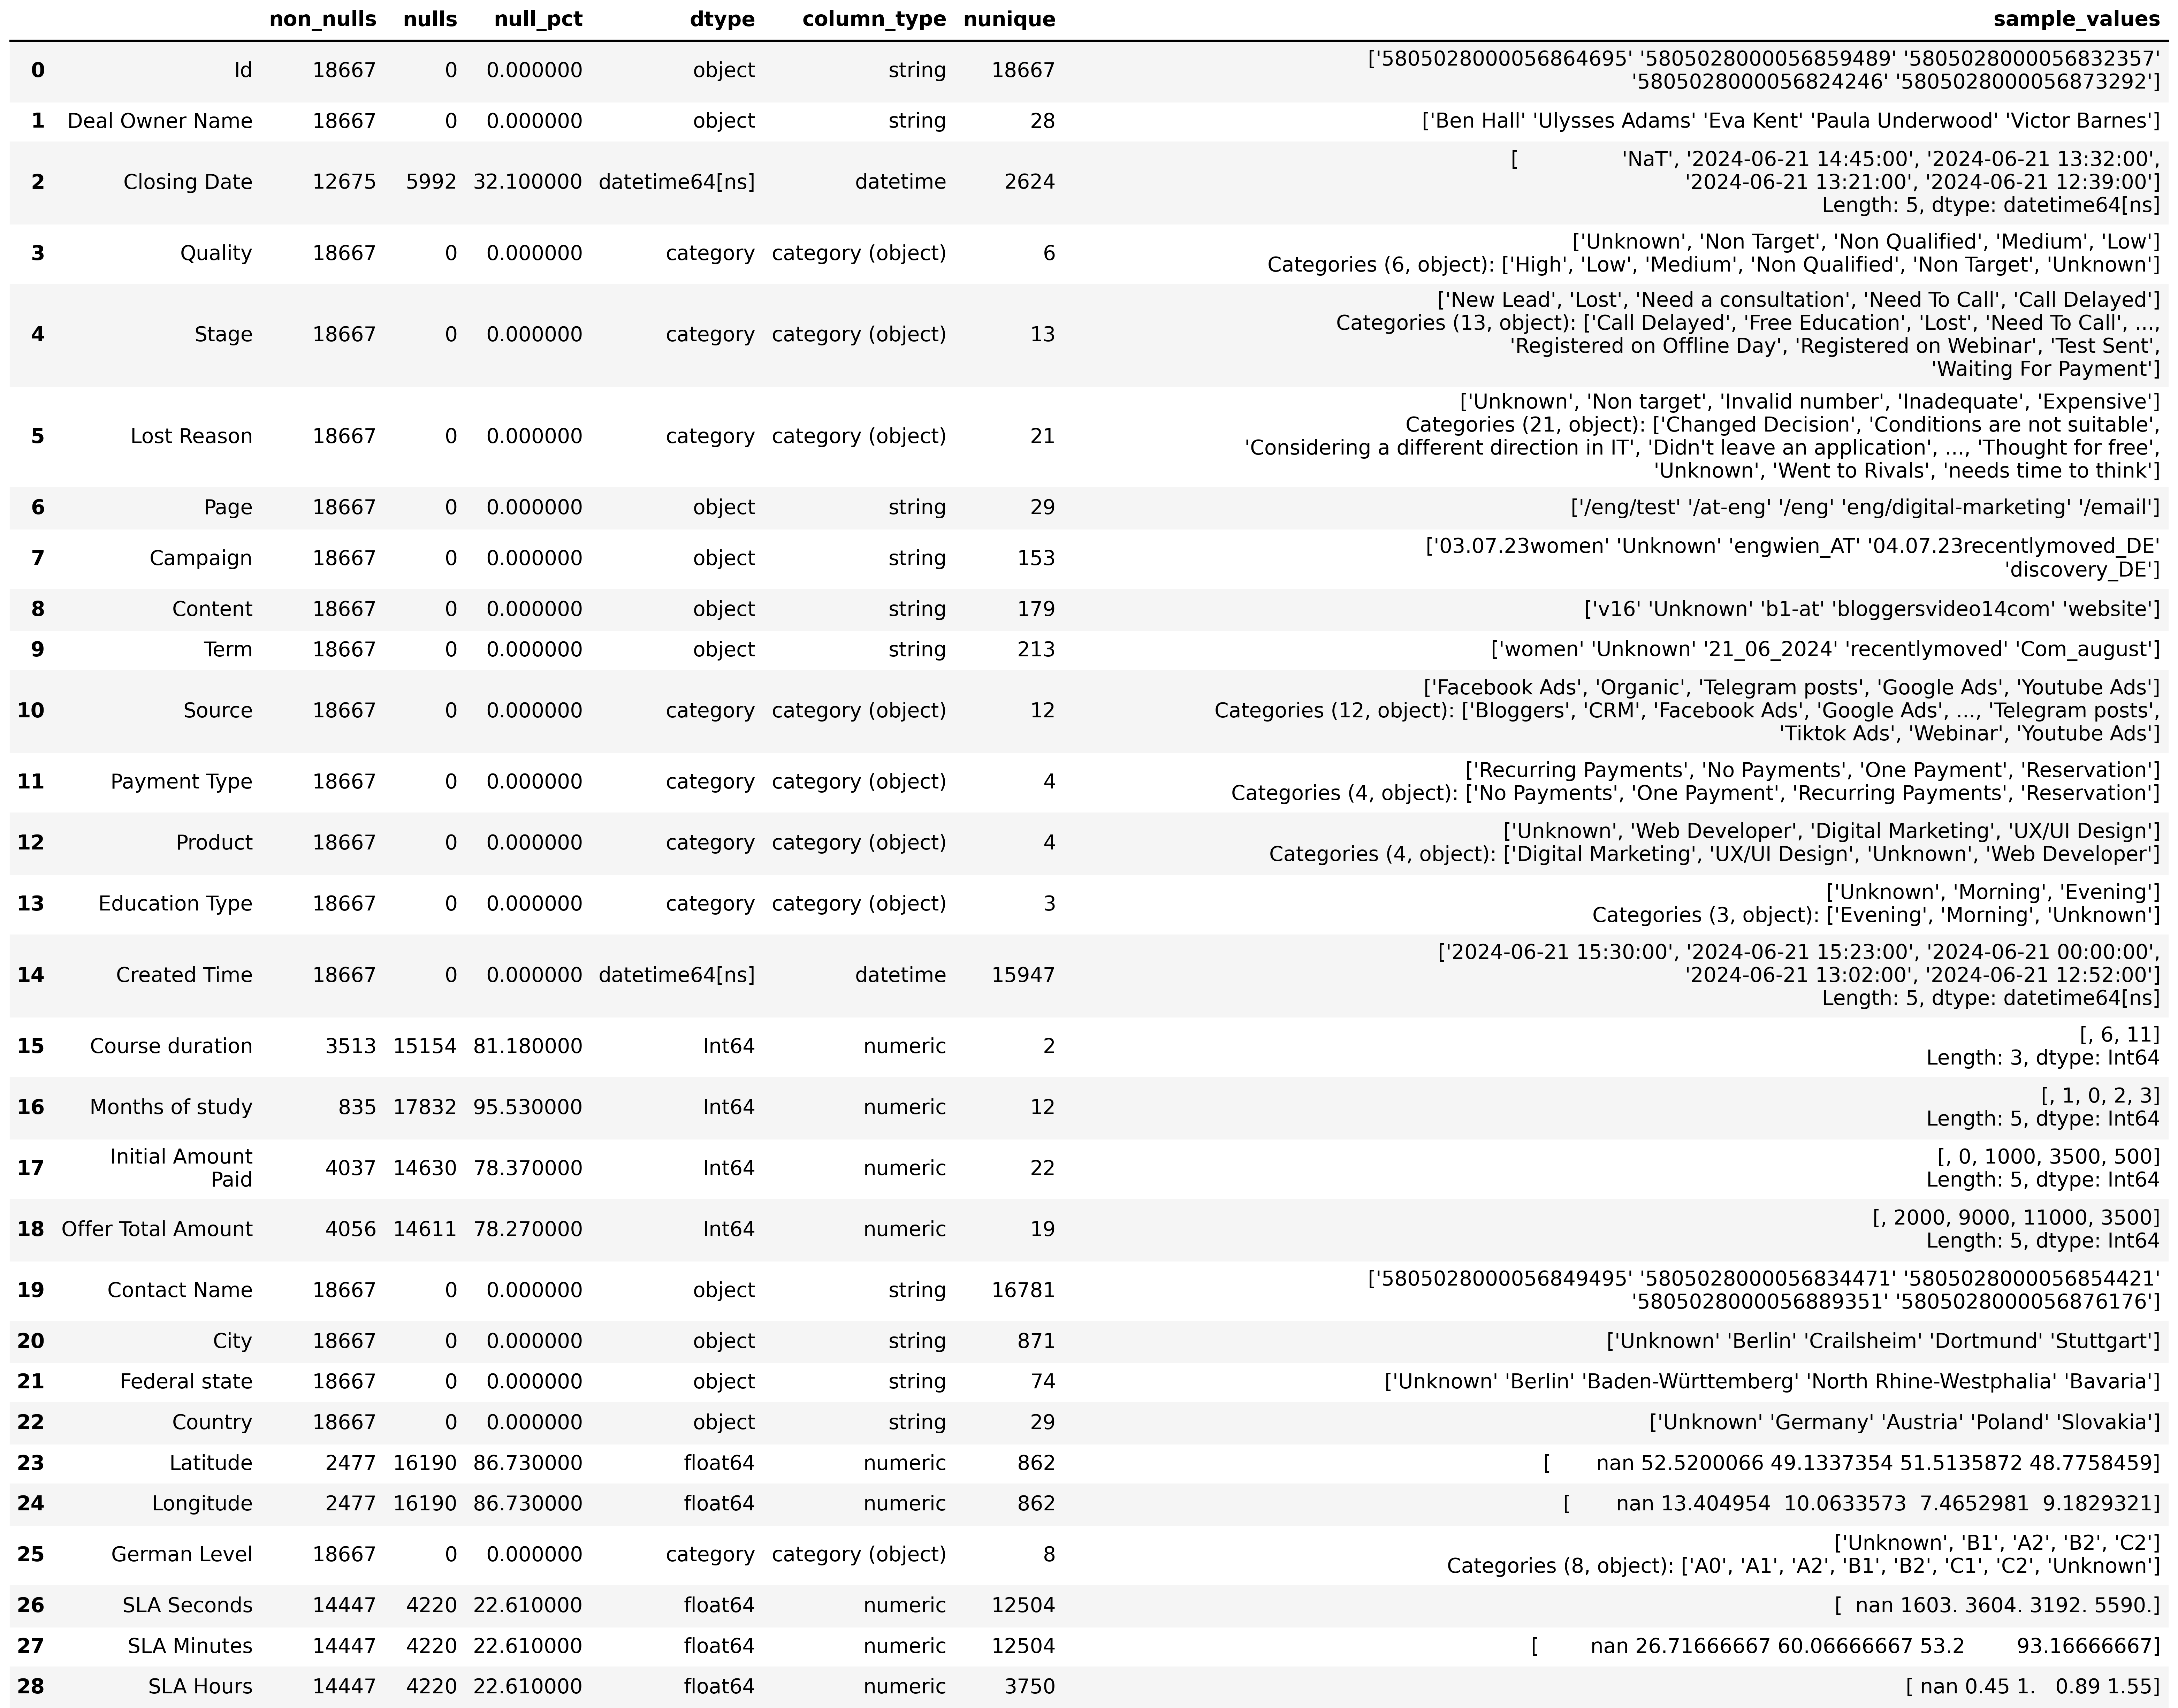 non_nulls nulls null_pct dtype column_type nunique sample_values
['5805028000056864695' '5805028000056859489' '5805028000056832357'
0 Id 18667 0 0.000000 object string 18667
'5805028000056824246' '5805028000056873292']
1 Deal Owner Name 18667 0 0.000000 object string 28 ['Ben Hall' 'Ulysses Adams' 'Eva Kent' 'Paula Underwood' 'Victor Barnes']
[ 'NaT', '2024-06-21 14:45:00', '2024-06-21 13:32:00',
2 Closing Date 12675 5992 32.100000 datetime64[ns] datetime 2624 '2024-06-21 13:21:00', '2024-06-21 12:39:00']
Length: 5, dtype: datetime64[ns]
['Unknown', 'Non Target', 'Non Qualified', 'Medium', 'Low']
3 Quality 18667 0 0.000000 category category (object) 6
Categories (6, object): ['High', 'Low', 'Medium', 'Non Qualified', 'Non Target', 'Unknown']
['New Lead', 'Lost', 'Need a consultation', 'Need To Call', 'Call Delayed']
Categories (13, object): ['Call Delayed', 'Free Education', 'Lost', 'Need To Call', ...,
4 Stage 18667 0 0.000000 category category (object) 13
'Registered on Offline Day', 'Registered on Webinar', 'Test Sent',
'Waiting For Payment']
['Unknown', 'Non target', 'Invalid number', 'Inadequate', 'Expensive']
Categories (21, object): ['Changed Decision', 'Conditions are not suitable',
5 Lost Reason 18667 0 0.000000 category category (object) 21
'Considering a different direction in IT', 'Didn't leave an application', ..., 'Thought for free',
'Unknown', 'Went to Rivals', 'needs time to think']
6 Page 18667 0 0.000000 object string 29 ['/eng/test' '/at-eng' '/eng' 'eng/digital-marketing' '/email']
['03.07.23women' 'Unknown' 'engwien_AT' '04.07.23recentlymoved_DE'
7 Campaign 18667 0 0.000000 object string 153
'discovery_DE']
8 Content 18667 0 0.000000 object string 179 ['v16' 'Unknown' 'b1-at' 'bloggersvideo14com' 'website']
9 Term 18667 0 0.000000 object string 213 ['women' 'Unknown' '21_06_2024' 'recentlymoved' 'Com_august']
['Facebook Ads', 'Organic', 'Telegram posts', 'Google Ads', 'Youtube Ads']
10 Source 18667 0 0.000000 category category (object) 12 Categories (12, object): ['Bloggers', 'CRM', 'Facebook Ads', 'Google Ads', ..., 'Telegram posts',
'Tiktok Ads', 'Webinar', 'Youtube Ads']
['Recurring Payments', 'No Payments', 'One Payment', 'Reservation']
11 Payment Type 18667 0 0.000000 category category (object) 4
Categories (4, object): ['No Payments', 'One Payment', 'Recurring Payments', 'Reservation']
['Unknown', 'Web Developer', 'Digital Marketing', 'UX/UI Design']
12 Product 18667 0 0.000000 category category (object) 4
Categories (4, object): ['Digital Marketing', 'UX/UI Design', 'Unknown', 'Web Developer']
['Unknown', 'Morning', 'Evening']
13 Education Type 18667 0 0.000000 category category (object) 3
Categories (3, object): ['Evening', 'Morning', 'Unknown']
['2024-06-21 15:30:00', '2024-06-21 15:23:00', '2024-06-21 00:00:00',
14 Created Time 18667 0 0.000000 datetime64[ns] datetime 15947 '2024-06-21 13:02:00', '2024-06-21 12:52:00']
Length: 5, dtype: datetime64[ns]
[, 6, 11]
15 Course duration 3513 15154 81.180000 Int64 numeric 2
Length: 3, dtype: Int64
[, 1, 0, 2, 3]
16 Months of study 835 17832 95.530000 Int64 numeric 12
Length: 5, dtype: Int64
Initial Amount [, 0, 1000, 3500, 500]
17 4037 14630 78.370000 Int64 numeric 22
Paid Length: 5, dtype: Int64
[, 2000, 9000, 11000, 3500]
18 Offer Total Amount 4056 14611 78.270000 Int64 numeric 19
Length: 5, dtype: Int64
['5805028000056849495' '5805028000056834471' '5805028000056854421'
19 Contact Name 18667 0 0.000000 object string 16781
'5805028000056889351' '5805028000056876176']
20 City 18667 0 0.000000 object string 871 ['Unknown' 'Berlin' 'Crailsheim' 'Dortmund' 'Stuttgart']
21 Federal state 18667 0 0.000000 object string 74 ['Unknown' 'Berlin' 'Baden-Württemberg' 'North Rhine-Westphalia' 'Bavaria']
22 Country 18667 0 0.000000 object string 29 ['Unknown' 'Germany' 'Austria' 'Poland' 'Slovakia']
23 Latitude 2477 16190 86.730000 float64 numeric 862 [ nan 52.5200066 49.1337354 51.5135872 48.7758459]
24 Longitude 2477 16190 86.730000 float64 numeric 862 [ nan 13.404954 10.0633573 7.4652981 9.1829321]
['Unknown', 'B1', 'A2', 'B2', 'C2']
25 German Level 18667 0 0.000000 category category (object) 8
Categories (8, object): ['A0', 'A1', 'A2', 'B1', 'B2', 'C1', 'C2', 'Unknown']
26 SLA Seconds 14447 4220 22.610000 float64 numeric 12504 [ nan 1603. 3604. 3192. 5590.]
27 SLA Minutes 14447 4220 22.610000 float64 numeric 12504 [ nan 26.71666667 60.06666667 53.2 93.16666667]
28 SLA Hours 14447 4220 22.610000 float64 numeric 3750 [ nan 0.45 1. 0.89 1.55]